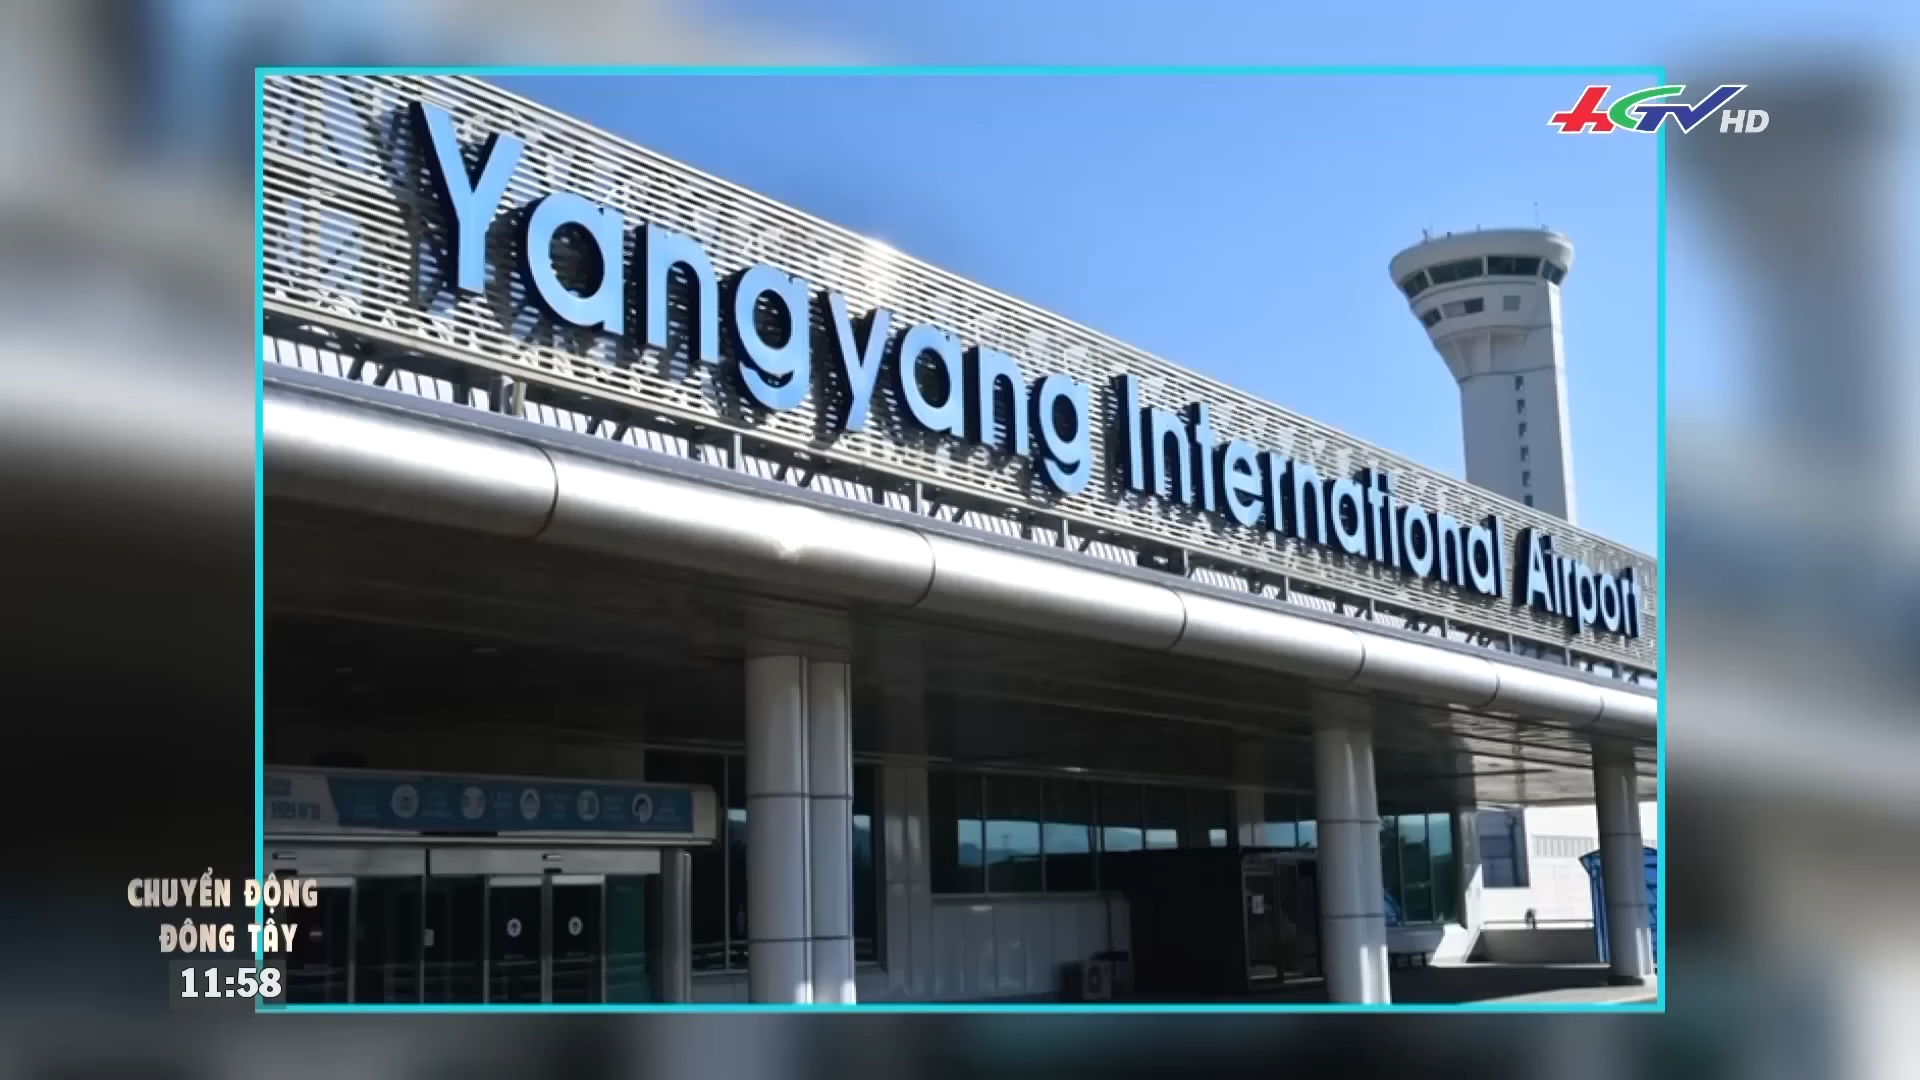 HGTV HD
Yangyang International Airport
CHUYỂN ĐỘNG
ĐÔNG TÂY
11:58